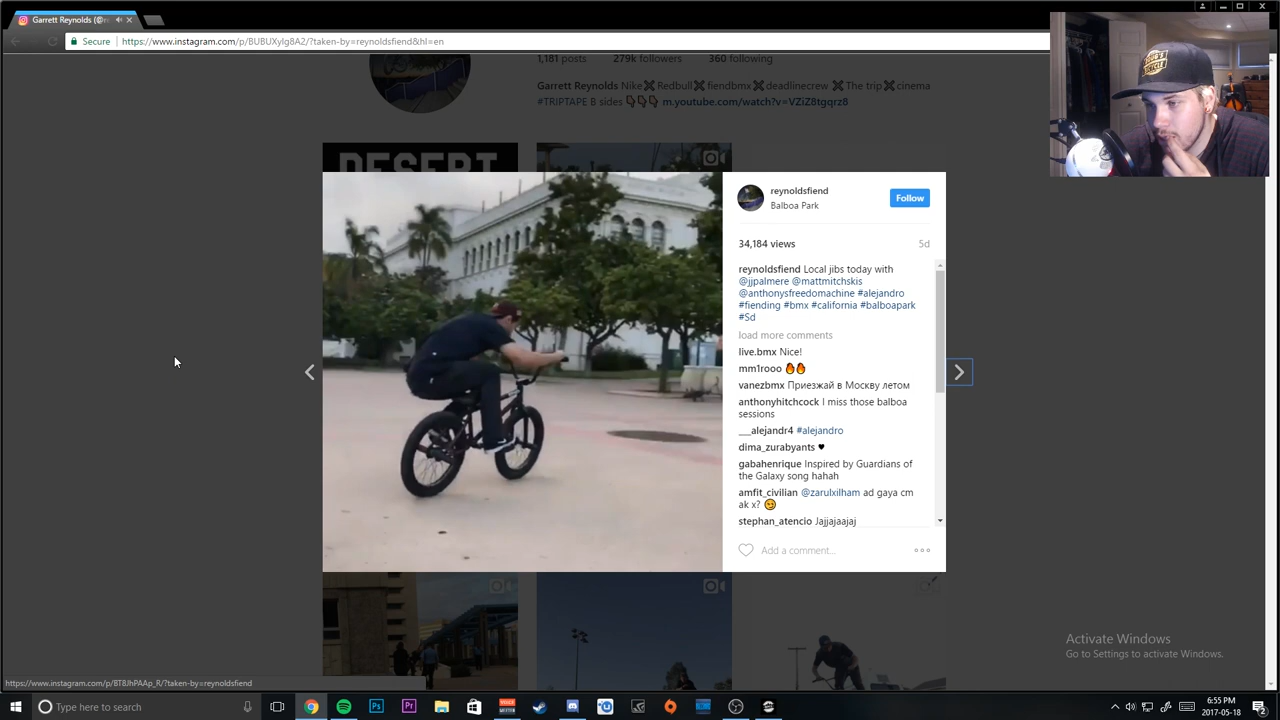 Garrett Reynolds (@r
Secure
https://www.instagram.com/p/BUBUXylg8A2/?taken-by=reynoldsfiend&hl=en
1,181 posts 279k followers 360 following
Garrett Reynolds Nike❌Redbull❌fiendbmx❌deadlinecrew ❌The trip❌cinema
#TRIPTAPE B sides 👇👇👇 m.youtube.com/watch?v=VZiZ8tgqrz8
DESERT
reynoldsfiend
Balboa Park
Follow
34,184 views 5d
reynoldsfiend Local jibs today with
@jjpalmere @mattmitchskis
@anthonysfreedomachine #alejandro
#fiending #bmx #california #balboapark
#Sd
load more comments
live.bmx Nice!
mm1rooo 🔥🔥
vanezbmx Приезжай в Москву летом
anthonyhitchcock I miss those balboa
sessions
___alejandr4 #alejandro
dima_zurabyants ♥
gabahenrique Inspired by Guardians of
the Galaxy song hahah
amfit_civilian @zarulxilham ad gaya cm
ak x? 😏
stephan_atencio Jajjajaajaj
Add a comment...
Activate Windows
Go to Settings to activate Windows.
https://www.instagram.com/p/BT8JhPAAp_R/?taken-by=reynoldsfiend
Type here to search
6:55 PM
2017-05-18